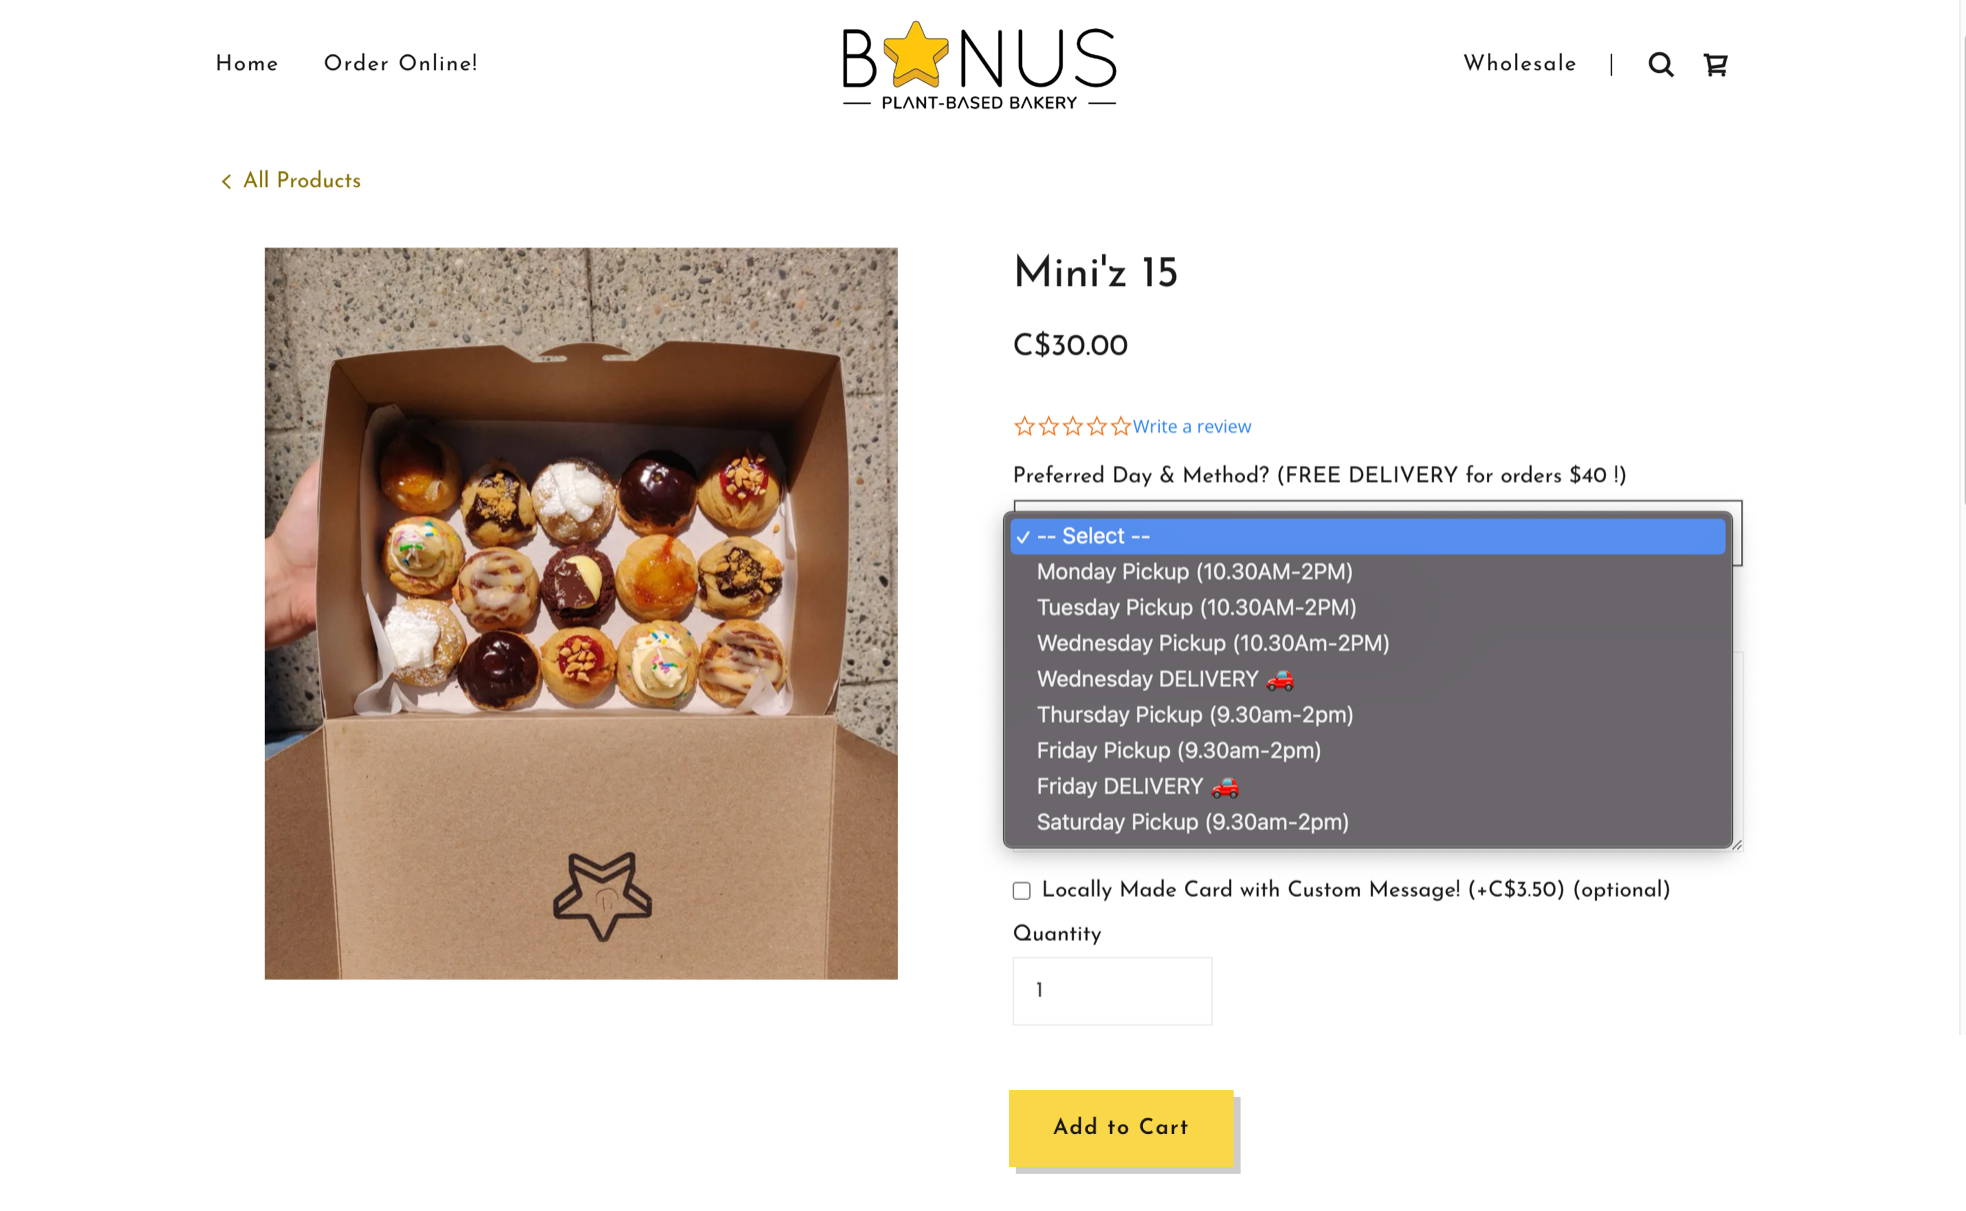 Home
Order Online!
BONUS
PLANT-BASED BAKERY
Wholesale
|
< All Products
Mini'z 15
C$30.00
Write a review
Preferred Day & Method? (FREE DELIVERY for orders $40 !)
✓ -- Select --
Monday Pickup (10.30AM-2PM)
Tuesday Pickup (10.30AM-2PM)
Wednesday Pickup (10.30Am-2PM)
Wednesday DELIVERY 🚗
Thursday Pickup (9.30am-2pm)
Friday Pickup (9.30am-2pm)
Friday DELIVERY 🚗
Saturday Pickup (9.30am-2pm)
Locally Made Card with Custom Message! (+C$3.50) (optional)
Quantity
1
Add to Cart